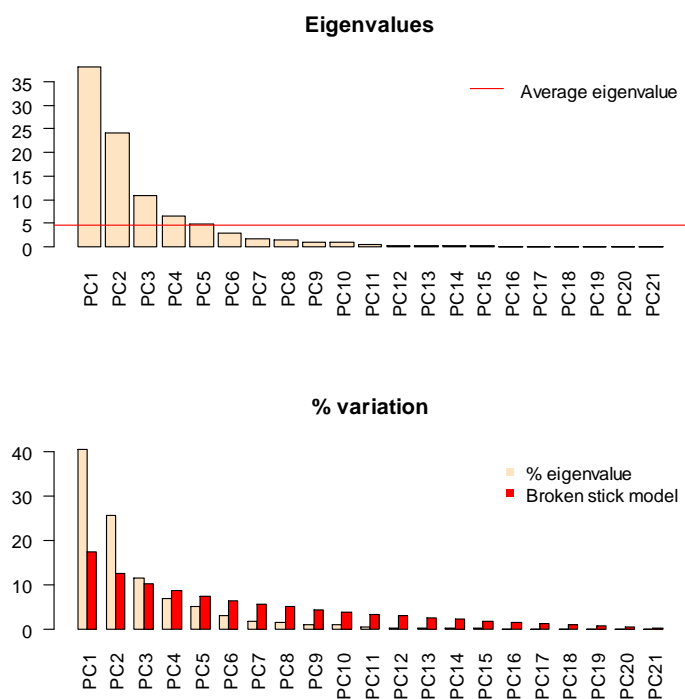 Eigenvalues
35
30
25
20
15
10
5
0
Average eigenvalue
PC1 PC2 PC3 PC4 PC5 PC6 PC7 PC8 PC9 PC10 PC11 PC12 PC13 PC14 PC15 PC16 PC17 PC18 PC19 PC20 PC21
% variation
40
30
20
10
0
% eigenvalue
Broken stick model
PC1 PC2 PC3 PC4 PC5 PC6 PC7 PC8 PC9 PC10 PC11 PC12 PC13 PC14 PC15 PC16 PC17 PC18 PC19 PC20 PC21